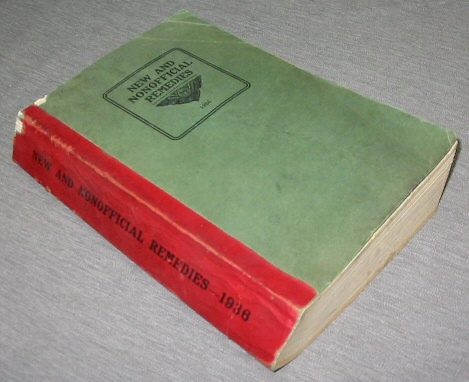 NEW AND
NONOFFICIAL
REMEDIES
1936
NEW AND NONOFFICIAL REMEDIES—1936